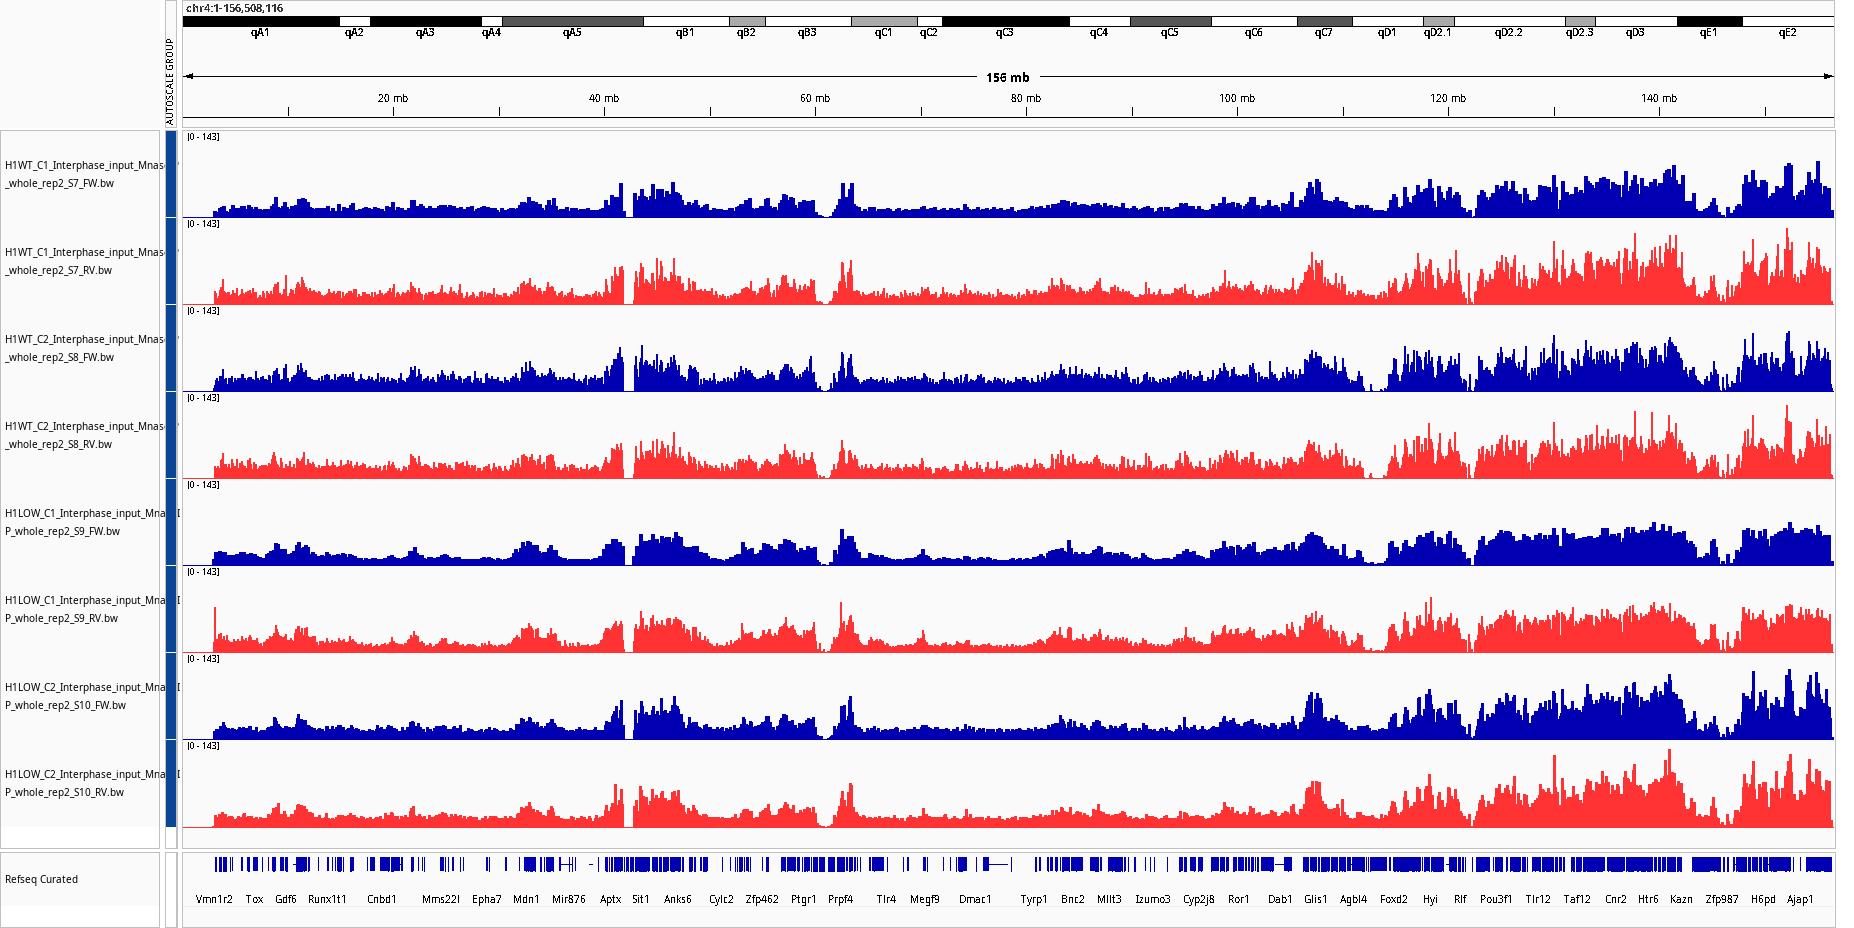 chr4:1-156,508,116
AUTOSCALE GROUP
qA1 qA2 qA3 qA4 qA5 qB1 qB2 qB3 qC1 qC2 qC3 qC4 qC5 qC6 qC7 qD1 qD2.1 qD2.2 qD2.3 qD3 qE1 qE2
156 mb
20 mb 40 mb 60 mb 80 mb 100 mb 120 mb 140 mb
[0 - 143]
H1WT_C1_Interphase_input_Mnas
_whole_rep2_S7_FW.bw
[0 - 143]
H1WT_C1_Interphase_input_Mnas
_whole_rep2_S7_RV.bw
[0 - 143]
H1WT_C2_Interphase_input_Mnas
_whole_rep2_S8_FW.bw
[0 - 143]
H1WT_C2_Interphase_input_Mnas
_whole_rep2_S8_RV.bw
[0 - 143]
H1LOW_C1_Interphase_input_Mna
P_whole_rep2_S9_FW.bw
[0 - 143]
H1LOW_C1_Interphase_input_Mna
P_whole_rep2_S9_RV.bw
[0 - 143]
H1LOW_C2_Interphase_input_Mna
P_whole_rep2_S10_FW.bw
[0 - 143]
H1LOW_C2_Interphase_input_Mna
P_whole_rep2_S10_RV.bw
Refseq Curated
Vmn1r2 Tox Gdf6 Runx1t1 Cnbd1 Mms22l Epha7 Mdn1 Mir876 Aptx Sit1 Anks6 Cylc2 Zfp462 Ptgr1 Prpf4 Tlr4 Megf9 Dmac1 Tyrp1 Bnc2 Mllt3 Izumo3 Cyp2j8 Ror1 Dab1 Glis1 Agbl4 Foxd2 Hyi Rlf Pou3f1 Tlr12 Taf12 Cnr2 Htr6 Kazn Zfp987 H6pd Ajap1